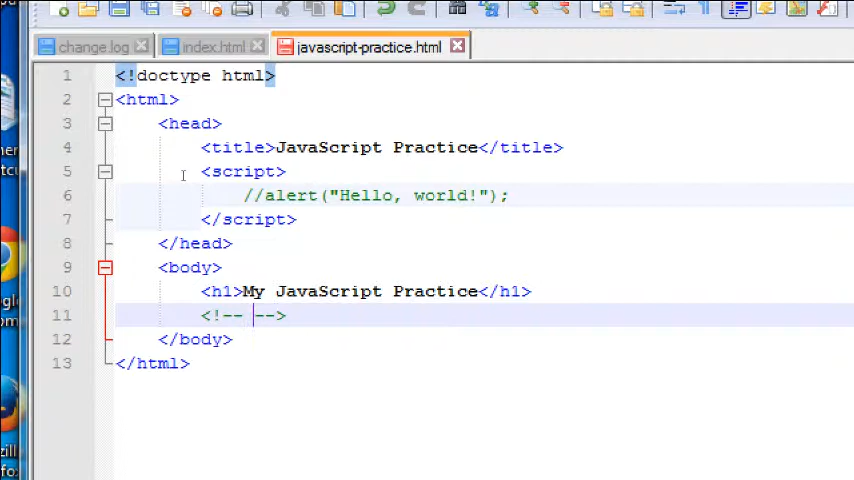 change.log index.html javascript-practice.html
1 <!doctype html>
2 <html>
3 <head>
4 <title>JavaScript Practice</title>
5 <script>
6 //alert("Hello, world!");
7 </script>
8 </head>
9 <body>
10 <h1>My JavaScript Practice</h1>
11 <!-- -->
12 </body>
13 </html>